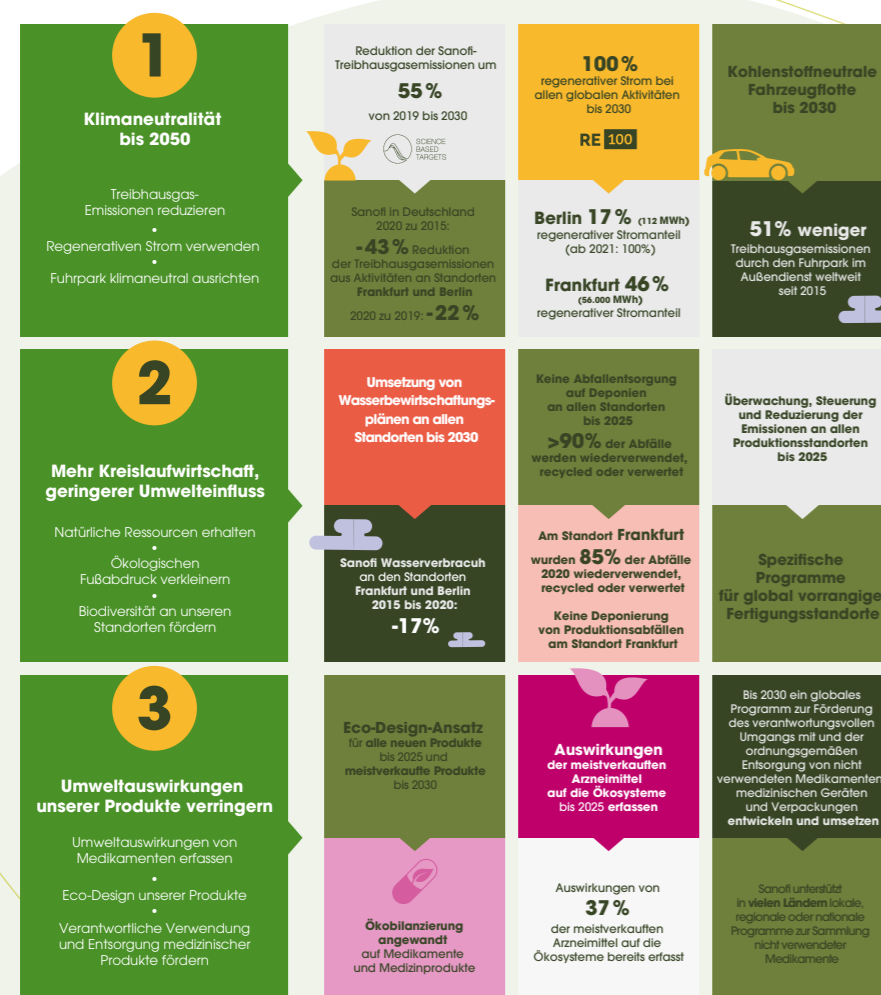 1
Klimaneutralität
bis 2050
Treibhausgas-
Emissionen reduzieren
•
Regenerativen Strom verwenden
•
Fuhrpark klimaneutral ausrichten
Reduktion der Sanofi-
Treibhausgasemissionen um
55 %
von 2019 bis 2030
SCIENCE
BASED
TARGETS
Sanofi in Deutschland
2020 zu 2015:
-43 % Reduktion
der Treibhausgasemissionen
aus Aktivitäten an Standorten
Frankfurt und Berlin
2020 zu 2019: -22 %
100 %
regenerativer Strom bei
allen globalen Aktivitäten
bis 2030
RE 100
Berlin 17 % (112 MWh)
regenerativer Stromanteil
(ab 2021: 100%)
Frankfurt 46 %
(56.000 MWh)
regenerativer Stromanteil
Kohlenstoffneutrale
Fahrzeugflotte
bis 2030
51% weniger
Treibhausgasemissionen
durch den Fuhrpark im
Außendienst weltweit
seit 2015
2
Mehr Kreislaufwirtschaft,
geringerer Umwelteinfluss
Natürliche Ressourcen erhalten
•
Ökologischen
Fußabdruck verkleinern
•
Biodiversität an unseren
Standorten fördern
Umsetzung von
Wasserbewirtschaftungs-
plänen an allen
Standorten bis 2030
Sanofi Wasserverbracuh
an den Standorten
Frankfurt und Berlin
2015 bis 2020:
-17%
Keine Abfallentsorgung
auf Deponien
an allen Standorten
bis 2025
>90% der Abfälle
werden wiederverwendet,
recycled oder verwertet
Am Standort Frankfurt
wurden 85% der Abfälle
2020 wiederverwendet,
recycled oder verwertet
Keine Deponierung
von Produktionsabfällen
am Standort Frankfurt
Überwachung, Steuerung
und Reduzierung der
Emissionen an allen
Produktionsstandorten
bis 2025
Spezifische
Programme
für global vorrangige
Fertigungsstandorte
3
Umweltauswirkungen
unserer Produkte verringern
Umweltauswirkungen von
Medikamenten erfassen
•
Eco-Design unserer Produkte
•
Verantwortliche Verwendung
und Entsorgung medizinischer
Produkte fördern
Eco-Design-Ansatz
für alle neuen Produkte
bis 2025 und
meistverkaufte Produkte
bis 2030
Ökobilanzierung
angewandt
auf Medikamente
und Medizinprodukte
Auswirkungen
der meistverkauften
Arzneimittel
auf die Ökosysteme
bis 2025 erfassen
Auswirkungen von
37 %
der meistverkauften
Arzneimittel auf die
Ökosysteme bereits erfasst
Bis 2030 ein globales
Programm zur Förderung
des verantwortungsvollen
Umgangs mit und der
ordnungsgemäßen
Entsorgung von nicht
verwendeten Medikamenten,
medizinischen Geräten
und Verpackungen
entwickeln und umsetzen
Sanofi unterstützt
in vielen Ländern lokale,
regionale oder nationale
Programme zur Sammlung
nicht verwendeter
Medikamente